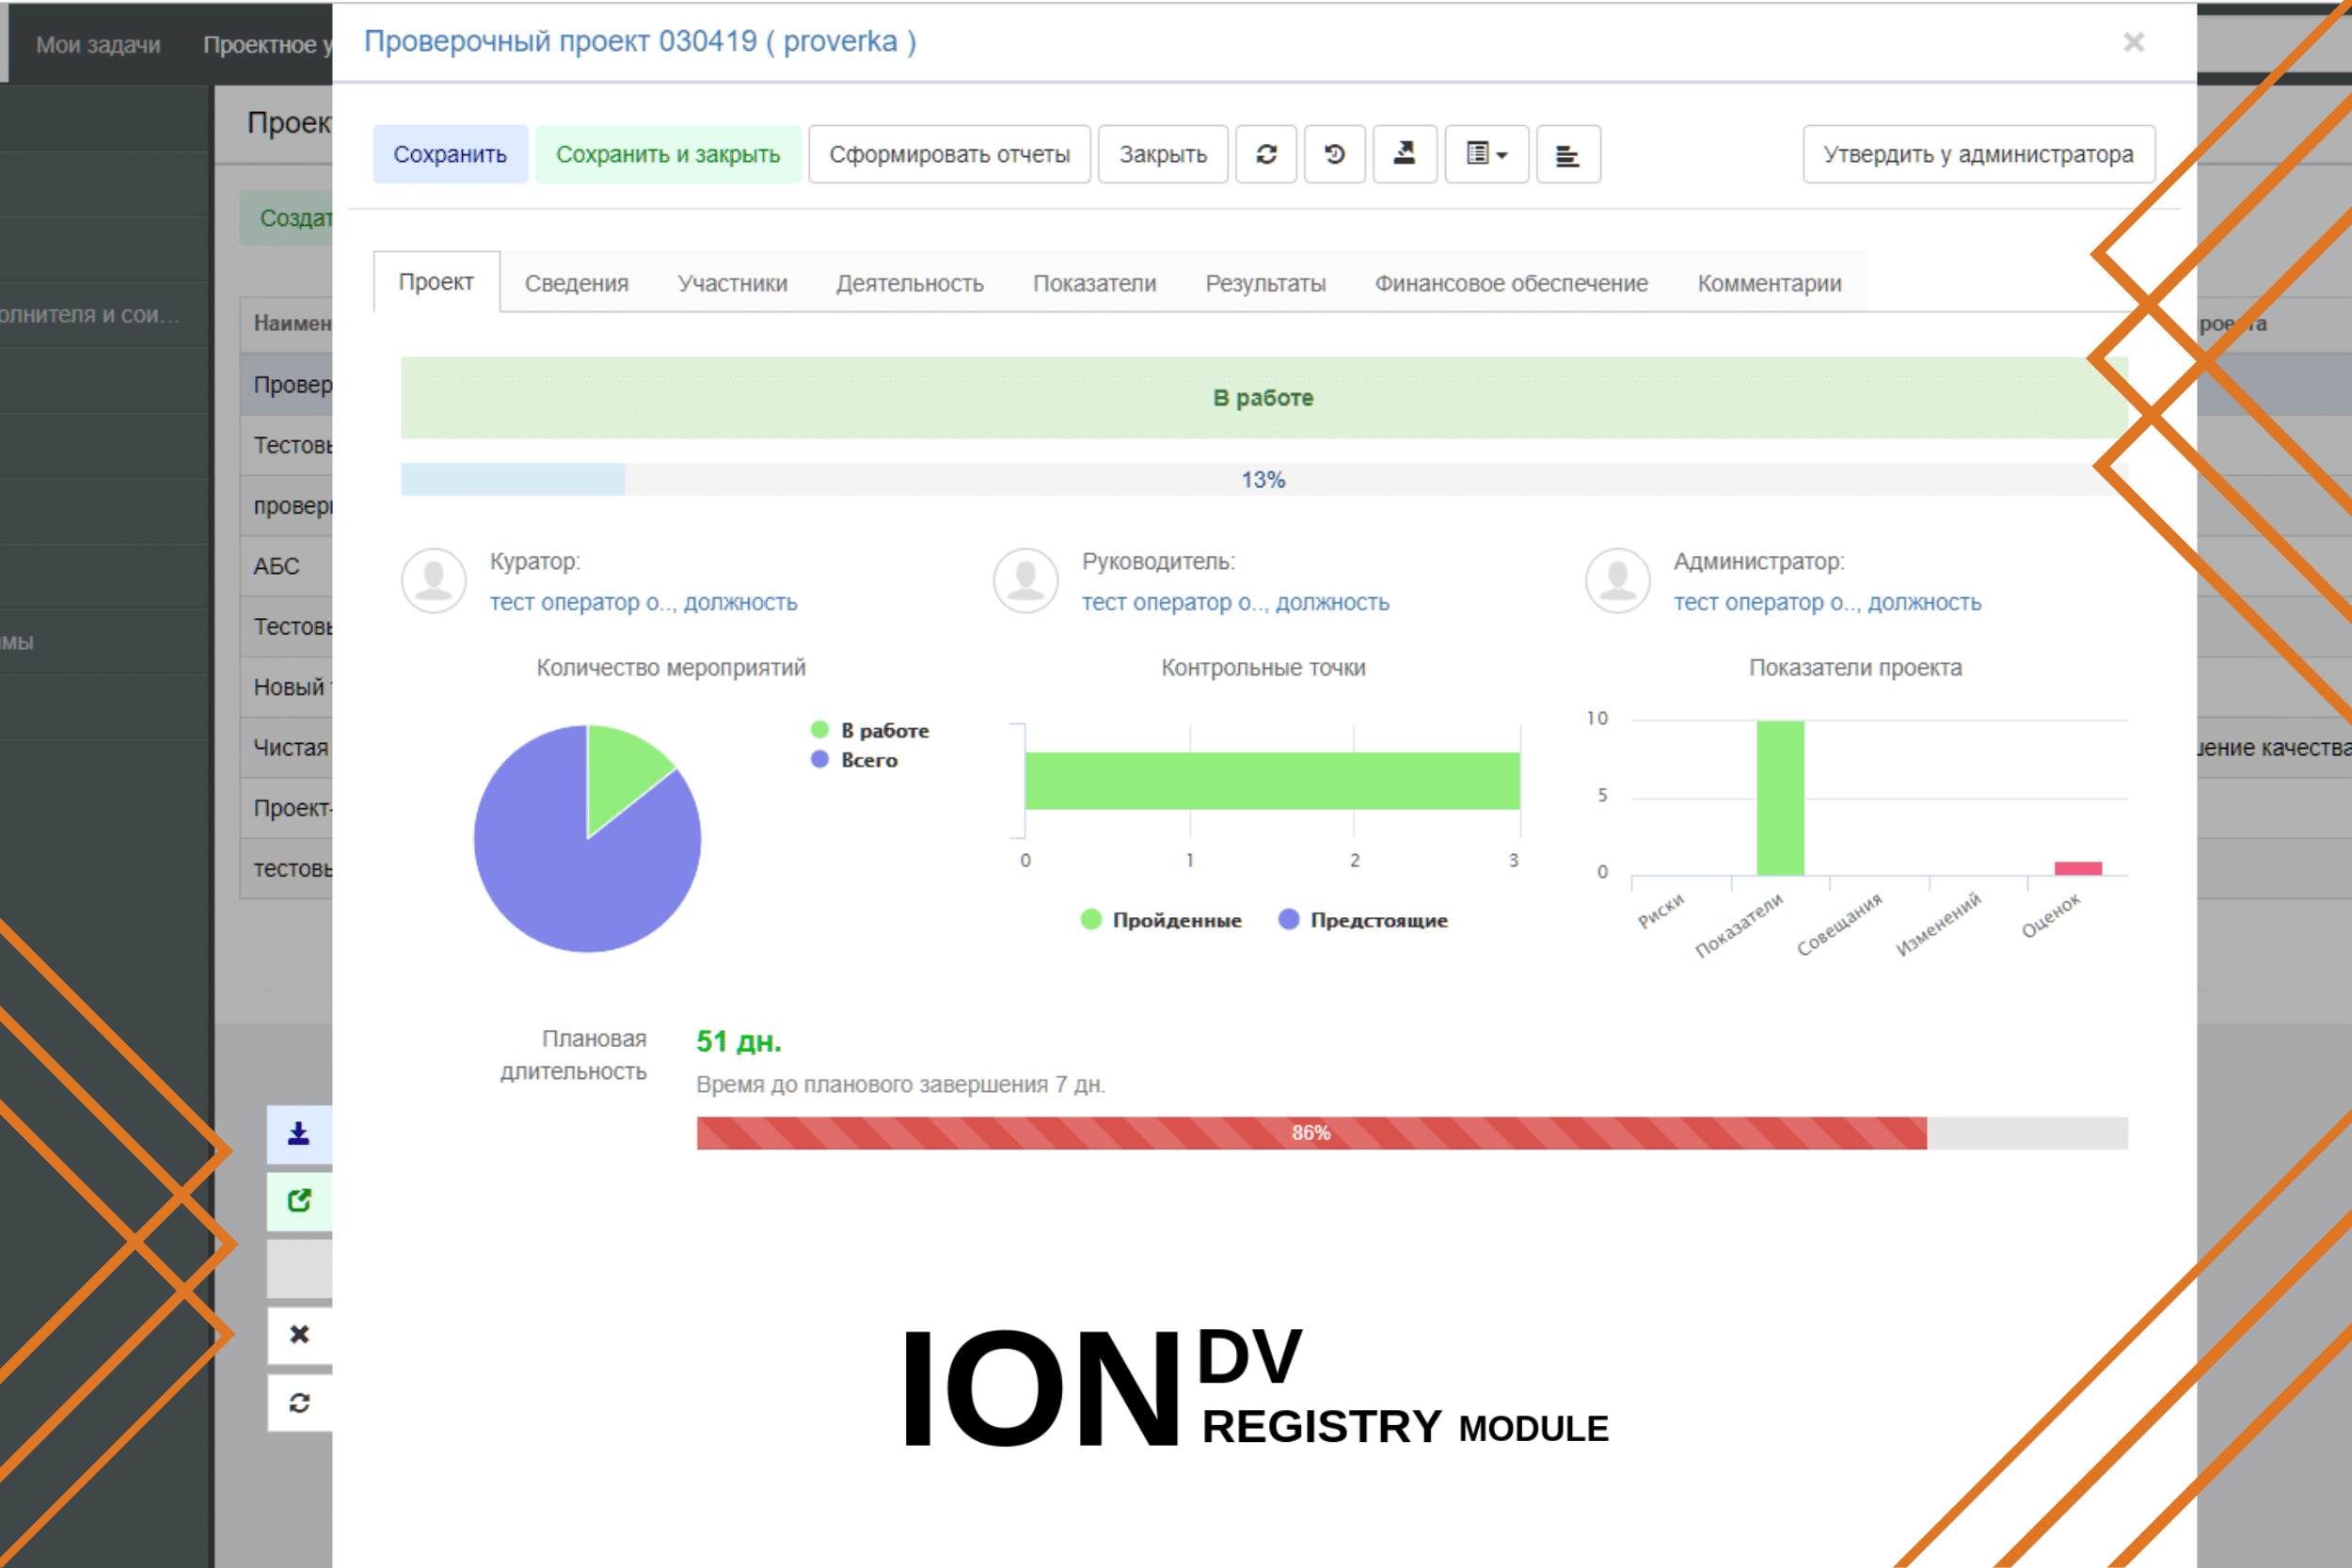 Мои задачи Проектное у
Проверочный проект 030419 ( proverka )
Проек
Сохранить Сохранить и закрыть Сформировать отчеты Закрыть Утвердить у администратора
Создат
Проект Сведения Участники Деятельность Показатели Результаты Финансовое обеспечение Комментарии
олнителя и сои...
Наимен
роекта
Провер
В работе
Тестовы
13%
провер
АБС
Тестовы
мы
Новый
Чистая
ение качества
Проект-
тестовы
Куратор:
тест оператор о.., должность
Руководитель:
тест оператор о.., должность
Администратор:
тест оператор о.., должность
Количество мероприятий
В работе
Всего
Контрольные точки
0 1 2 3
Пройденные Предстоящие
Показатели проекта
10
5
0
Риски Показатели Совещания Изменений Оценок
Плановая
длительность
51 дн.
Время до планового завершения 7 дн.
86%
ION DV
REGISTRY MODULE